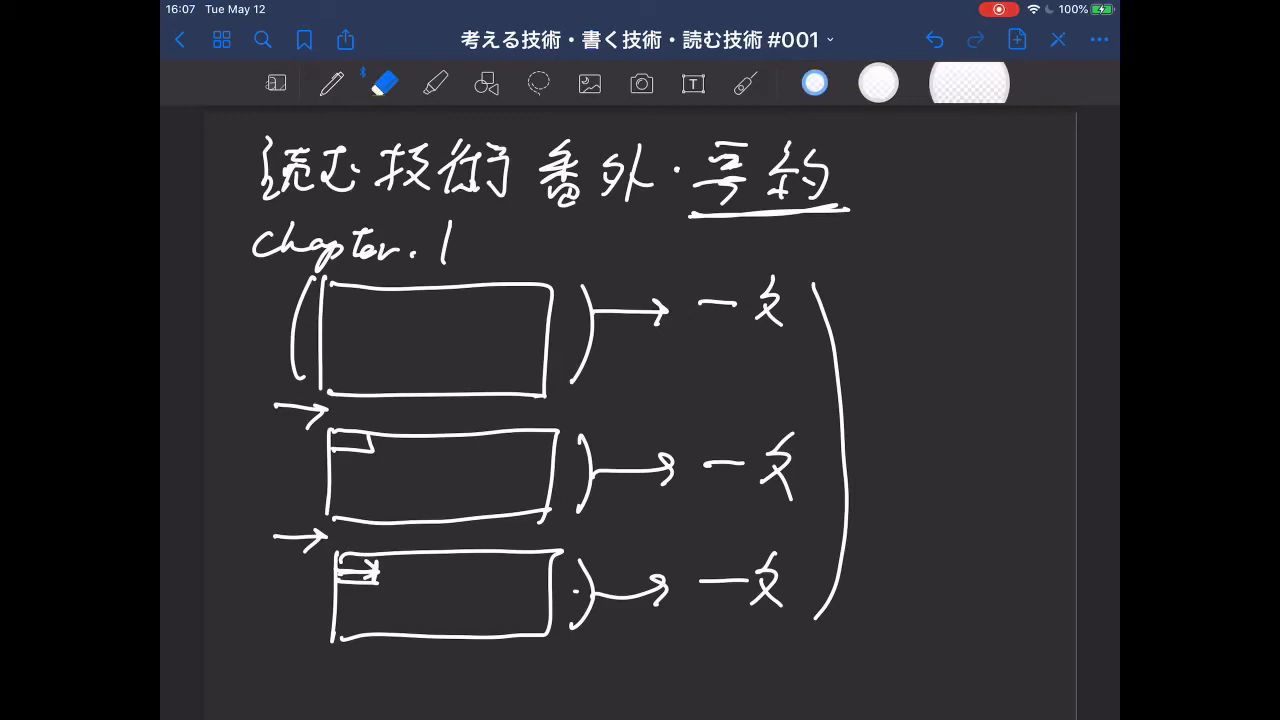 16:07 Tue May 12 100%
考える技術・書く技術・読む技術 #001
T
読む技術 番外・要約
Chapter. 1
一文
一文
一文